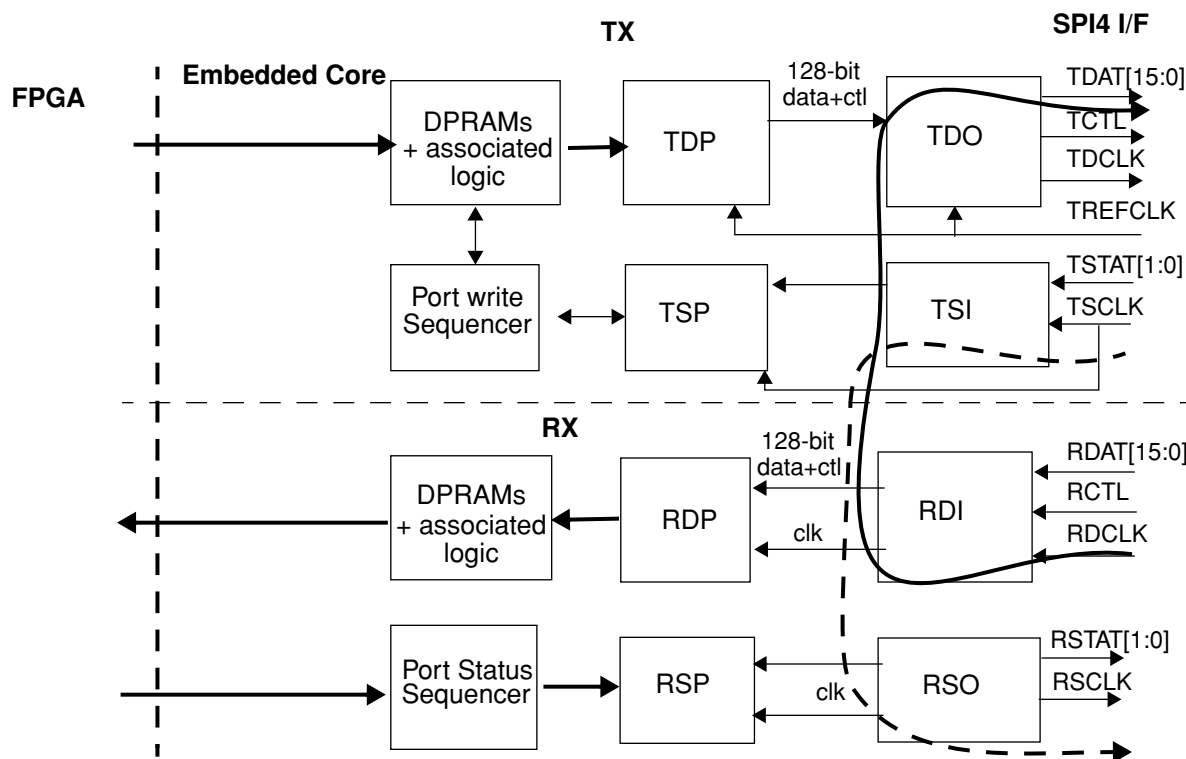 TX
SPI4 I/F
FPGA
Embedded Core
DPRAMs
+ associated
logic
TDP
128-bit
data+ctl
TDO
TDAT[15:0]
TCTL
TDCLK
TREFCLK
Port write
Sequencer
TSP
TSI
TSTAT[1:0]
TSCLK
RX
DPRAMs
+ associated
logic
RDP
128-bit
data+ctl
clk
RDI
RDAT[15:0]
RCTL
RDCLK
Port Status
Sequencer
RSP
clk
RSO
RSTAT[1:0]
RSCLK